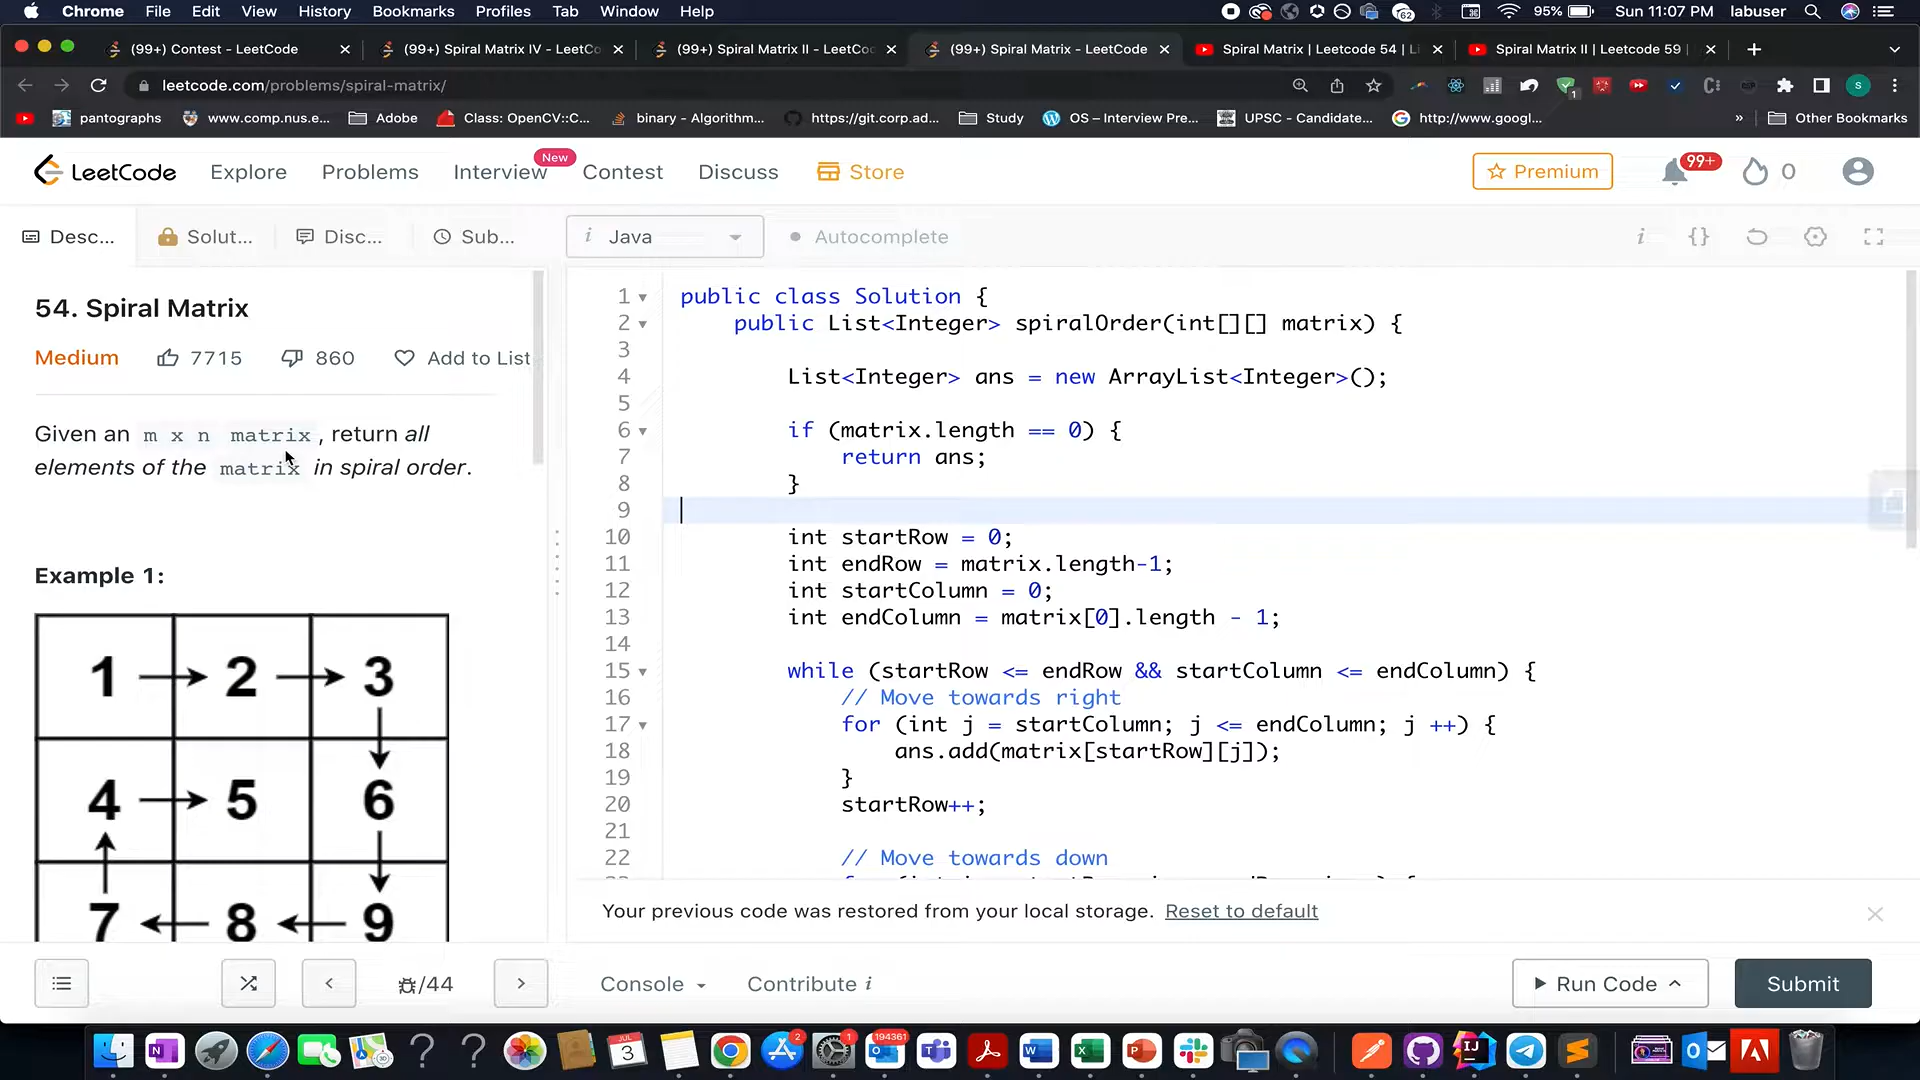 Chrome File Edit View History Bookmarks Profiles Tab Window Help 62 95% Sun 11:07 PM labuser
(99+) Contest - LeetCode (99+) Spiral Matrix IV - LeetCo (99+) Spiral Matrix II - LeetCo (99+) Spiral Matrix - LeetCode Spiral Matrix | Leetcode 54 | Li Spiral Matrix II | Leetcode 59 |
leetcode.com/problems/spiral-matrix/ 1 S
pantographs www.comp.nus.e... Adobe Class: OpenCV::C... binary - Algorithm... https://git.corp.ad... Study OS – Interview Pre... UPSC - Candidate... http://www.googl... » Other Bookmarks
LeetCode Explore Problems Interview New Contest Discuss Store Premium 99+ 0
Desc... Solut... Disc... Sub... i Java Autocomplete i {}
54. Spiral Matrix
Medium 7715 860 Add to List
Given an m x n matrix, return all
elements of the matrix in spiral order.
Example 1:
1 2 3
4 5 6
7 8 9
1 public class Solution {
2 public List<Integer> spiralOrder(int[][] matrix) {
3
4 List<Integer> ans = new ArrayList<Integer>();
5
6 if (matrix.length == 0) {
7 return ans;
8 }
9
10 int startRow = 0;
11 int endRow = matrix.length-1;
12 int startColumn = 0;
13 int endColumn = matrix[0].length - 1;
14
15 while (startRow <= endRow && startColumn <= endColumn) {
16 // Move towards right
17 for (int j = startColumn; j <= endColumn; j ++) {
18 ans.add(matrix[startRow][j]);
19 }
20 startRow++;
21
22 // Move towards down
Your previous code was restored from your local storage. Reset to default
/44 Console Contribute i Run Code Submit
JUL 3 2 1 194361